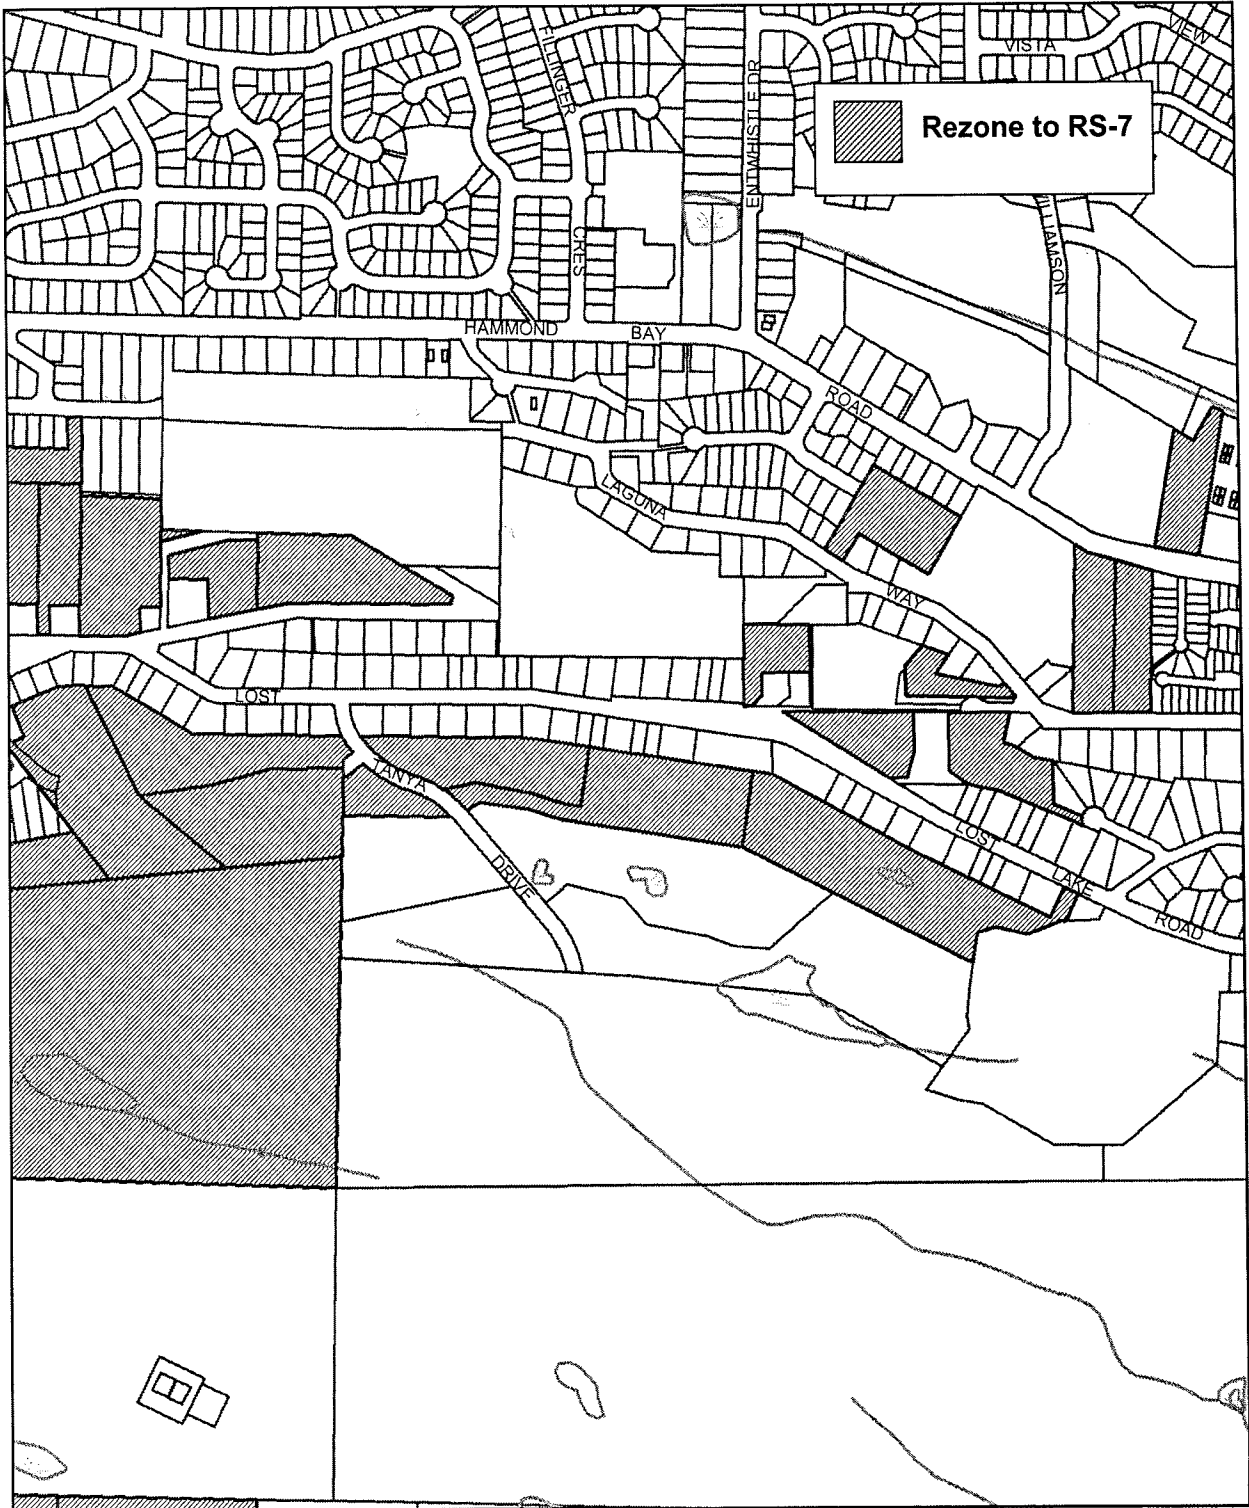 FILLINGER
VISTA
VIEW
ENTWHISTLE DR
Rezone to RS-7
CRES
ILLIAMSON
HAMMOND BAY
ROAD
LAGUNA
WAY
LOST
TANYA
DRIVE
LOST
LAKE
ROAD